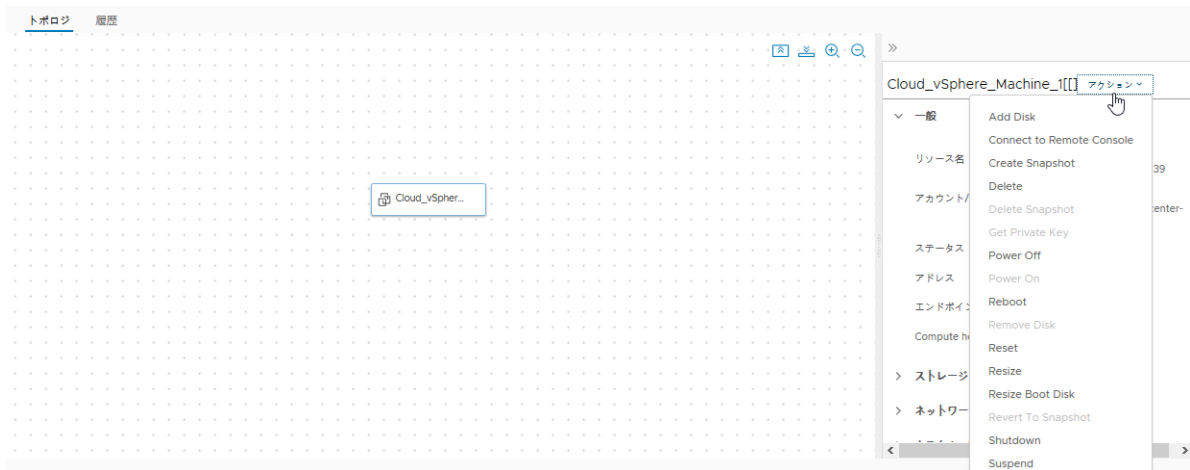 トポロジ 履歴
Cloud_vSphere_Machine_1[[] アクション
一般
リソース名
39
アカウント/
center-
ステータス
アドレス
エンドポイン
Compute
ストレージ
ネットワー
Cloud_vSpher...
Add Disk
Connect to Remote Console
Create Snapshot
Delete
Delete Snapshot
Get Private Key
Power Off
Power On
Reboot
Remove Disk
Reset
Resize
Resize Boot Disk
Revert To Snapshot
Shutdown
Suspend